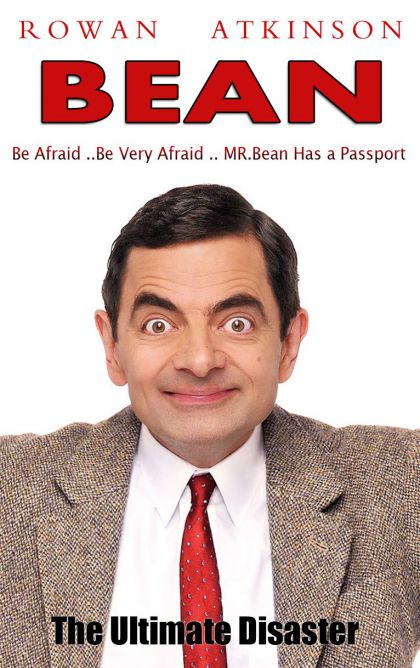 ROWAN ATKINSON
BEAN
Be Afraid ..Be Very Afraid .. MR.Bean Has a Passport
The Ultimate Disaster